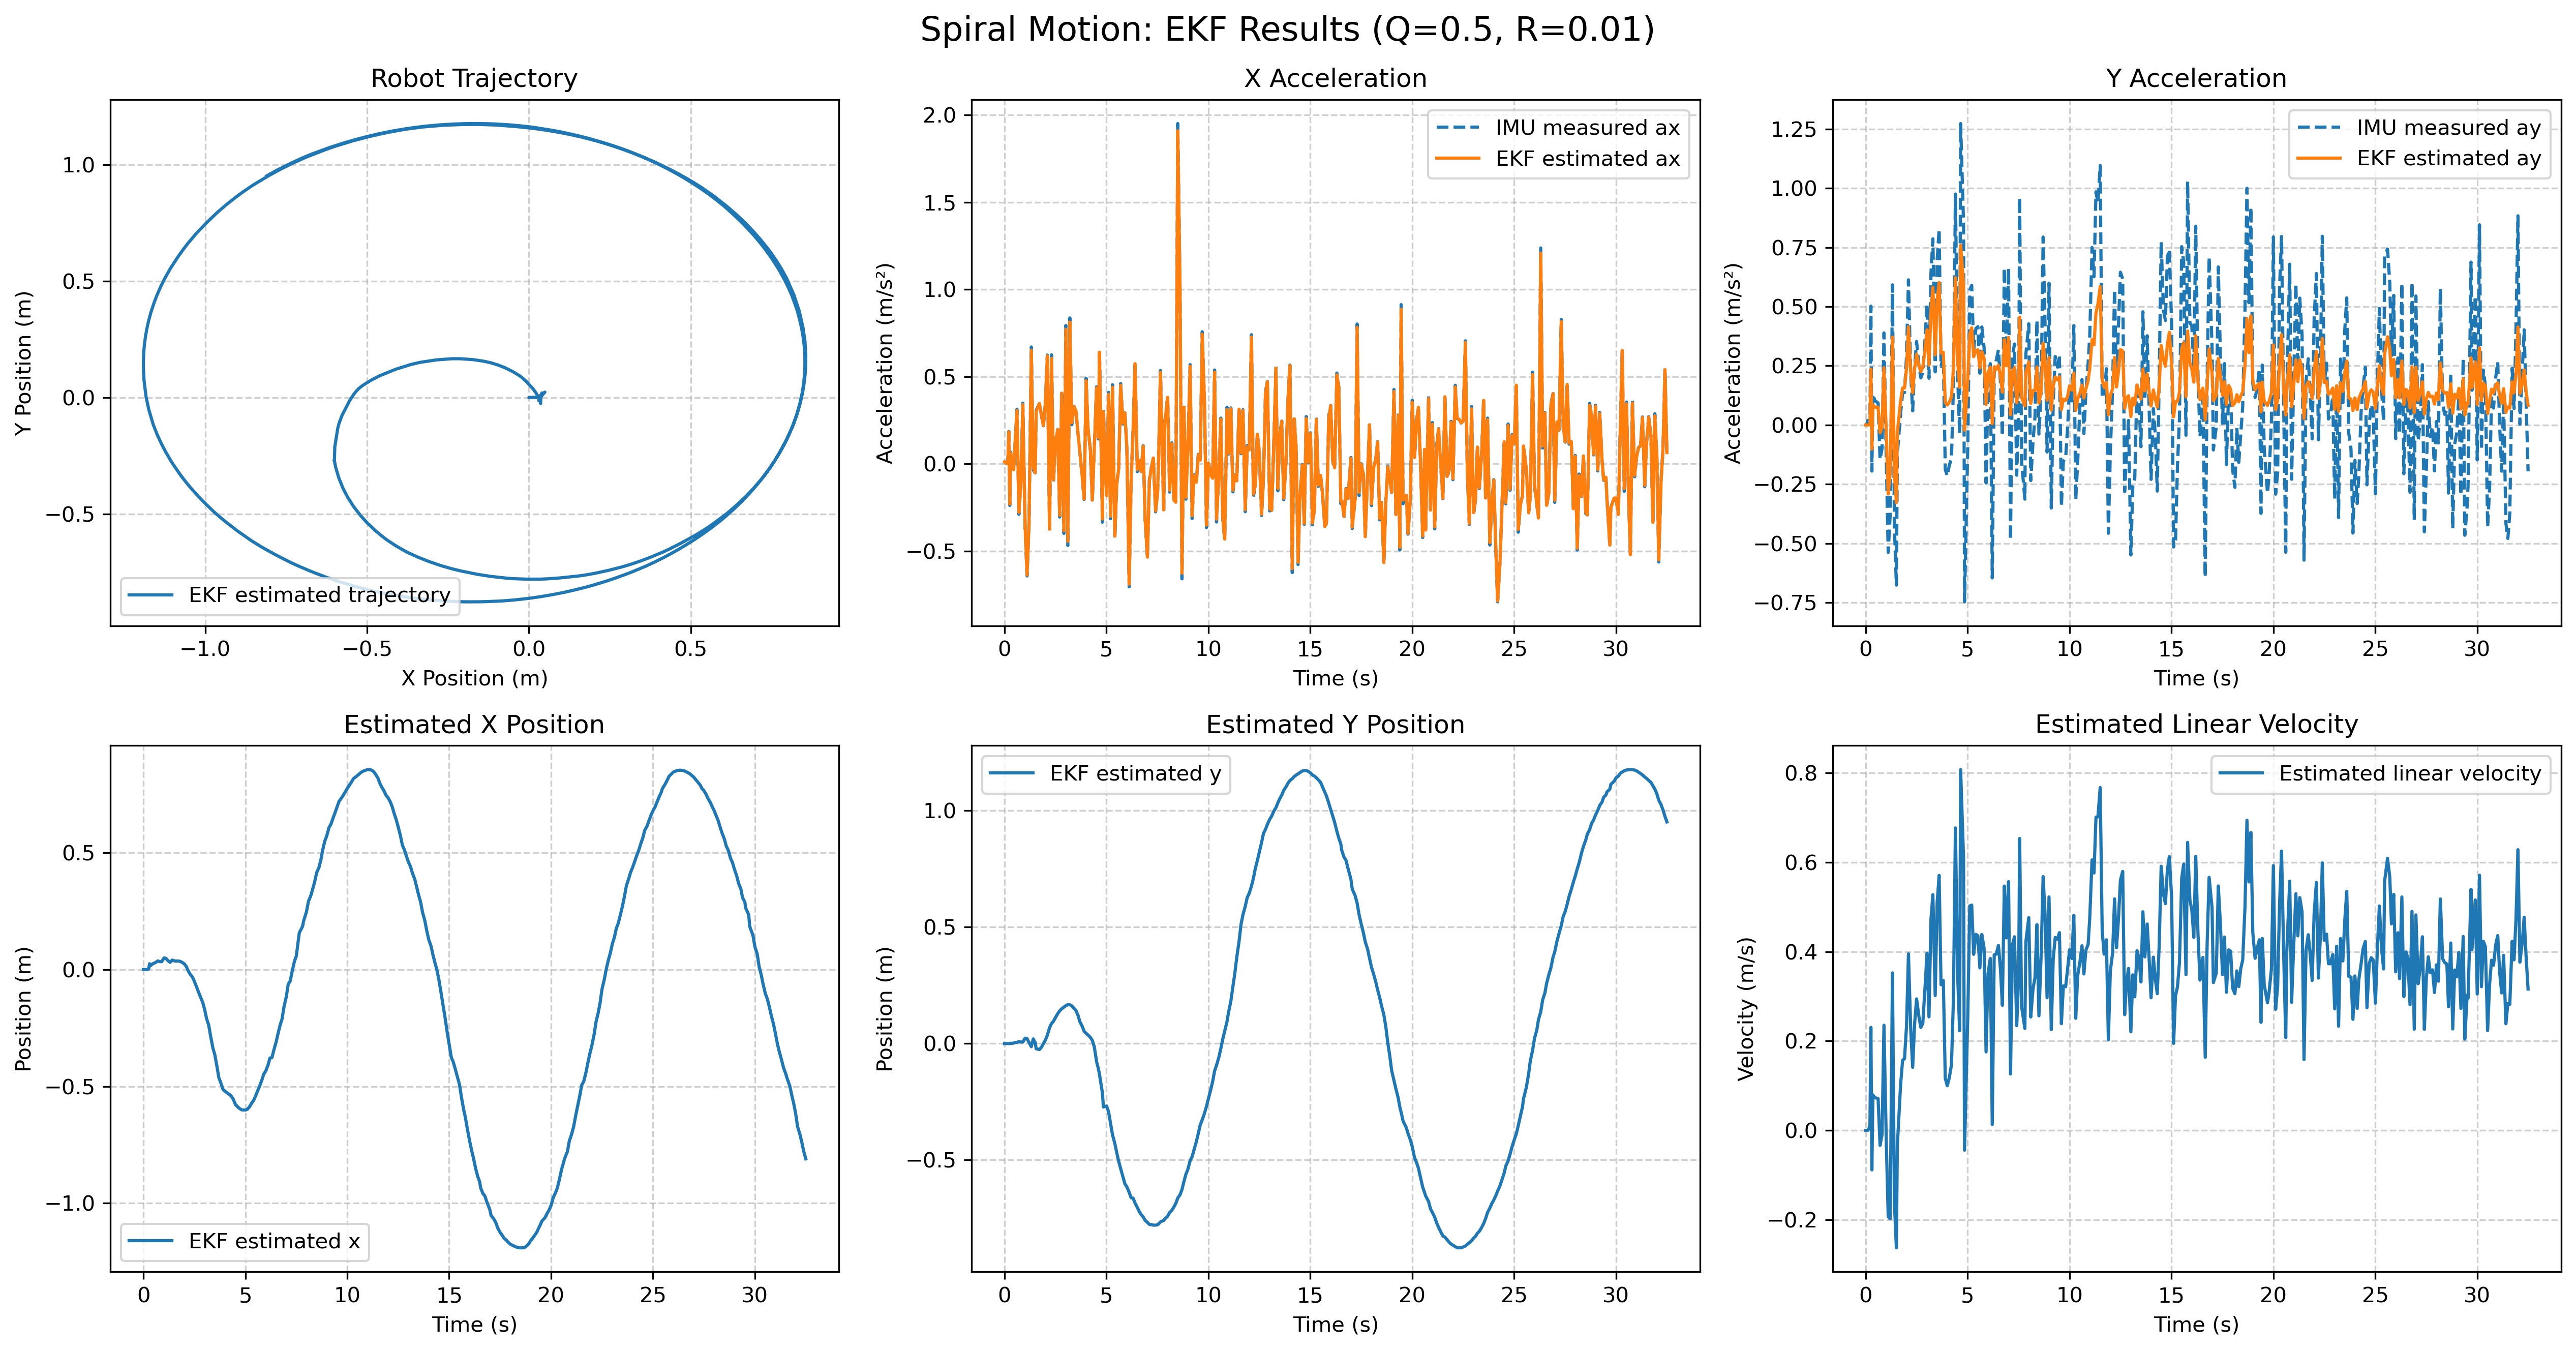 Spiral Motion: EKF Results (Q=0.5, R=0.01)
Robot Trajectory
Y Position (m)
1.0
0.5
0.0
−0.5
EKF estimated trajectory
−1.0 −0.5 0.0 0.5
X Position (m)
X Acceleration
Acceleration (m/s²)
2.0
1.5
1.0
0.5
0.0
−0.5
IMU measured ax
EKF estimated ax
0 5 10 15 20 25 30
Time (s)
Y Acceleration
Acceleration (m/s²)
1.25
1.00
0.75
0.50
0.25
0.00
−0.25
−0.50
−0.75
IMU measured ay
EKF estimated ay
0 5 10 15 20 25 30
Time (s)
Estimated X Position
Position (m)
0.5
0.0
−0.5
−1.0
EKF estimated x
0 5 10 15 20 25 30
Time (s)
Estimated Y Position
Position (m)
1.0
0.5
0.0
−0.5
EKF estimated y
0 5 10 15 20 25 30
Time (s)
Estimated Linear Velocity
Velocity (m/s)
0.8
0.6
0.4
0.2
0.0
−0.2
Estimated linear velocity
0 5 10 15 20 25 30
Time (s)